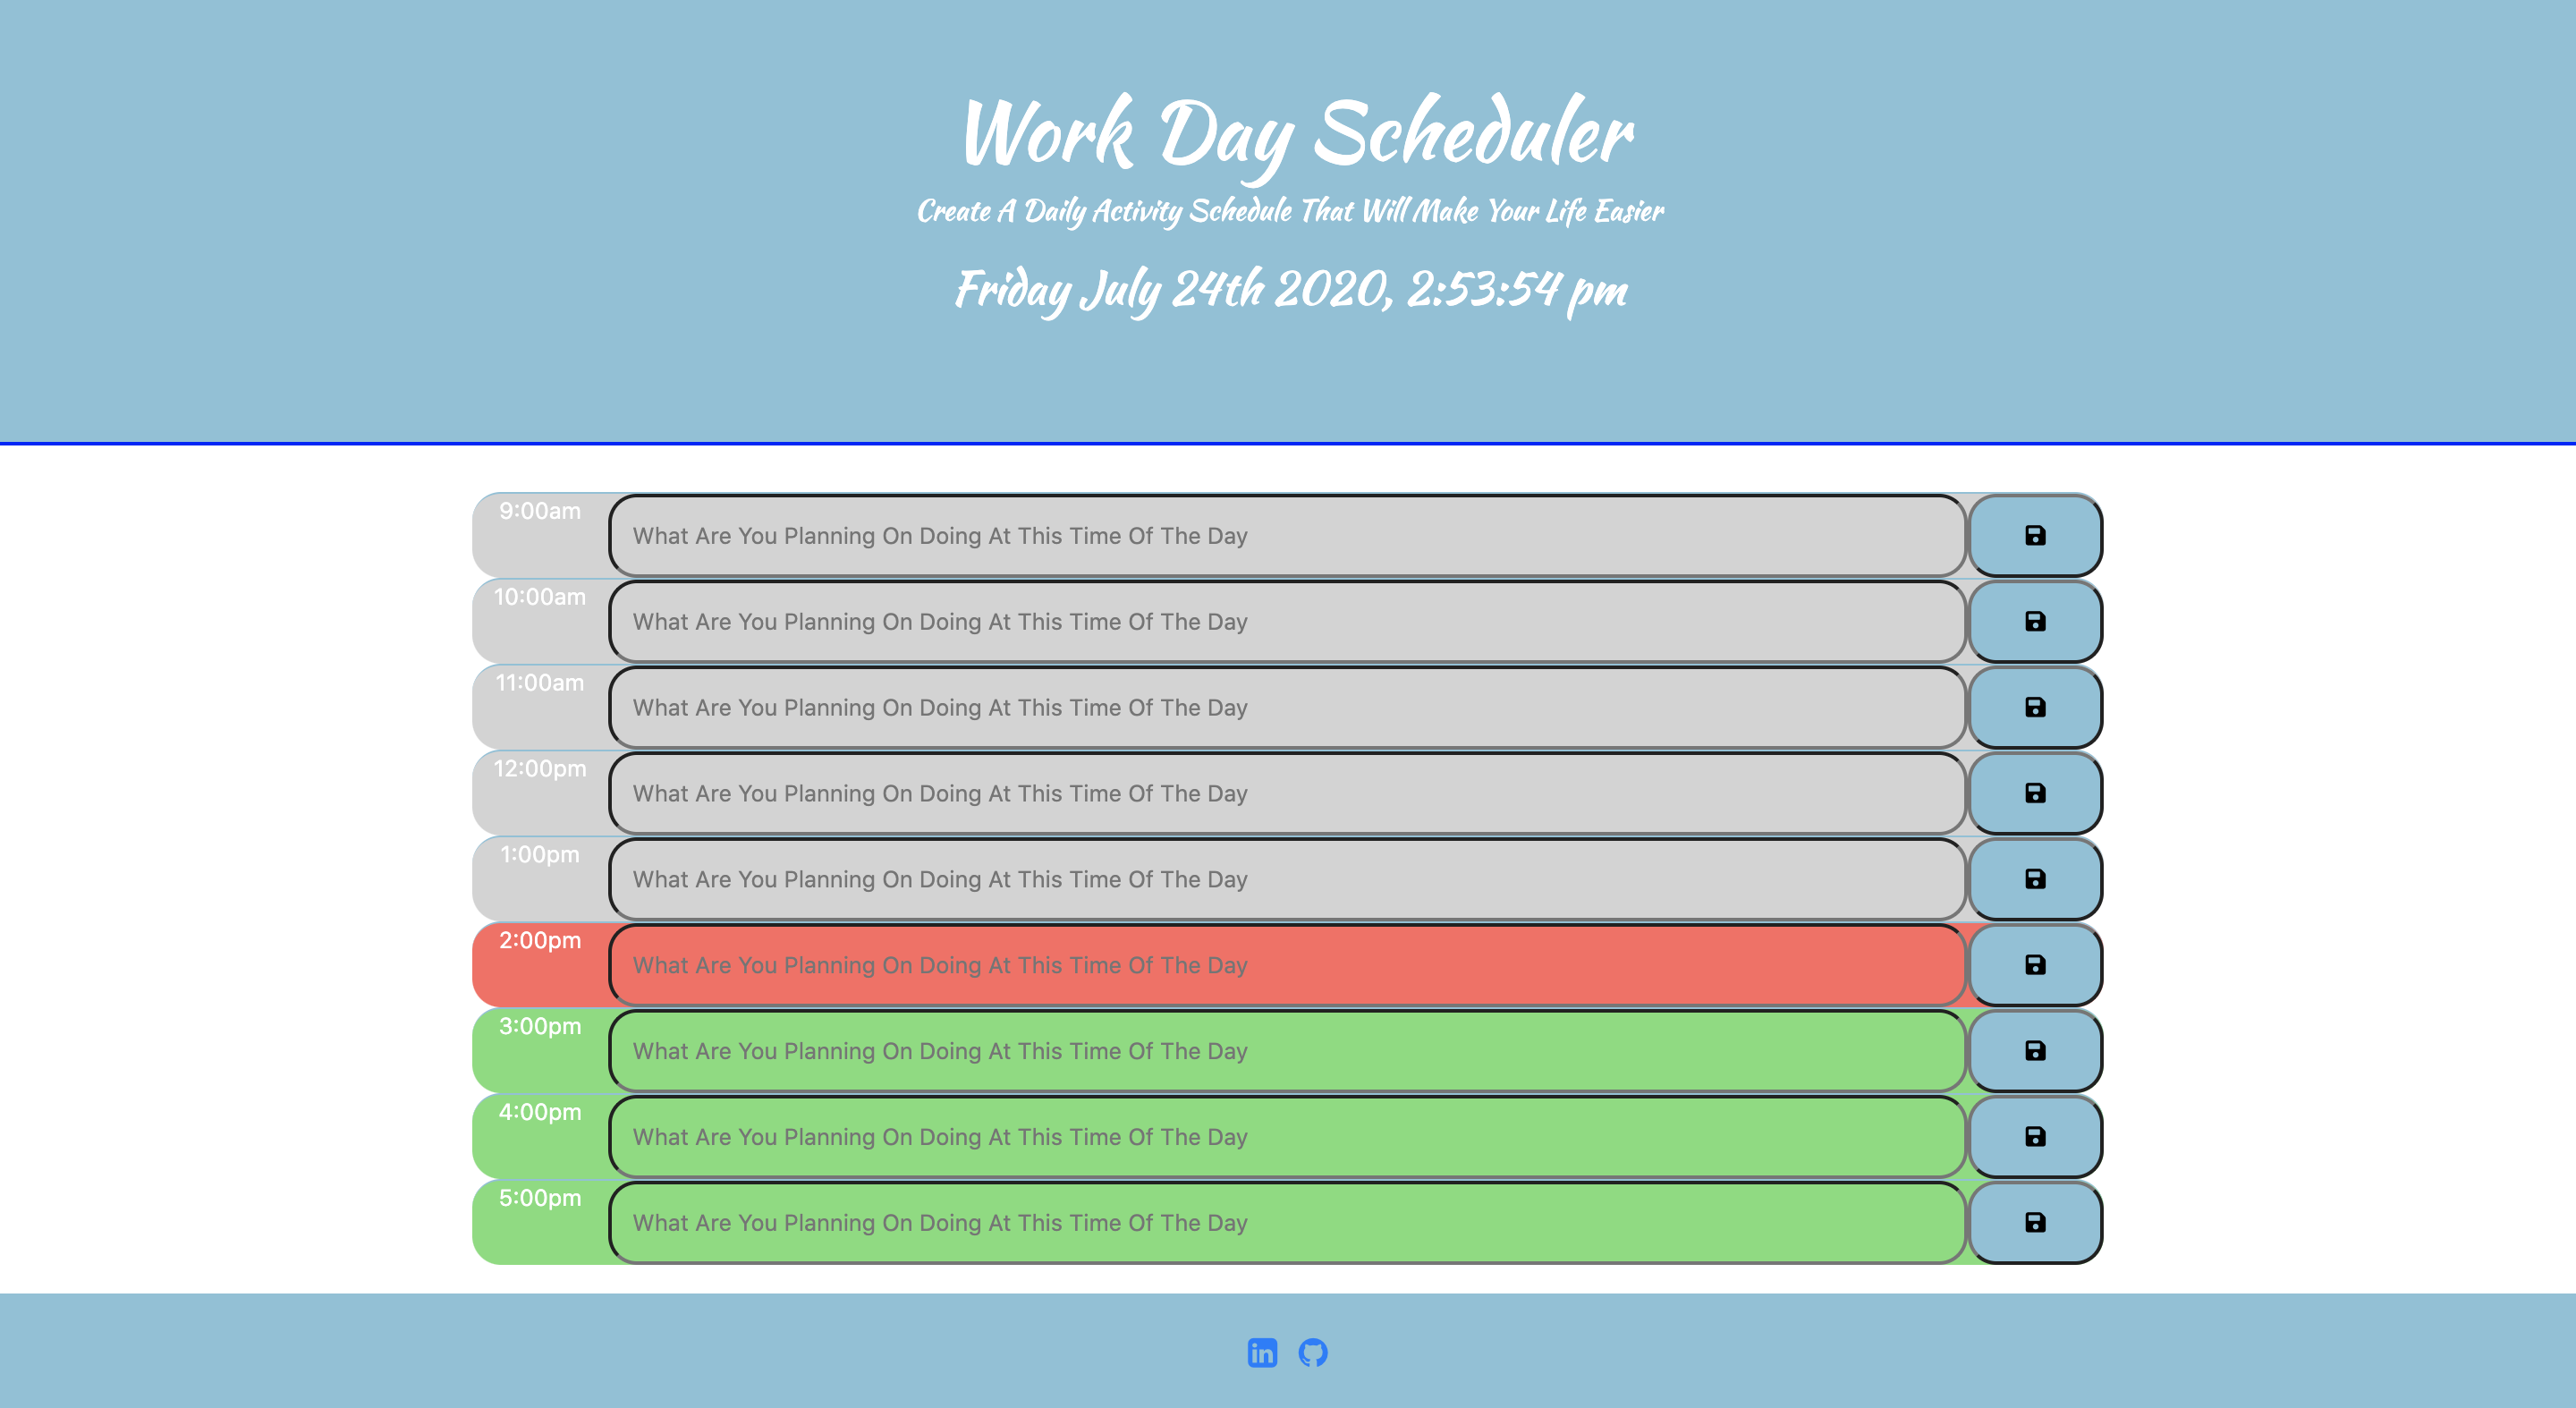 Work Day Scheduler
Create A Daily Activity Schedule That Will Make Your Life Easier
Friday July 24th 2020, 2:53:54 pm
9:00am
What Are You Planning On Doing At This Time Of The Day
10:00am
What Are You Planning On Doing At This Time Of The Day
11:00am
What Are You Planning On Doing At This Time Of The Day
12:00pm
What Are You Planning On Doing At This Time Of The Day
1:00pm
What Are You Planning On Doing At This Time Of The Day
2:00pm
What Are You Planning On Doing At This Time Of The Day
3:00pm
What Are You Planning On Doing At This Time Of The Day
4:00pm
What Are You Planning On Doing At This Time Of The Day
5:00pm
What Are You Planning On Doing At This Time Of The Day
in